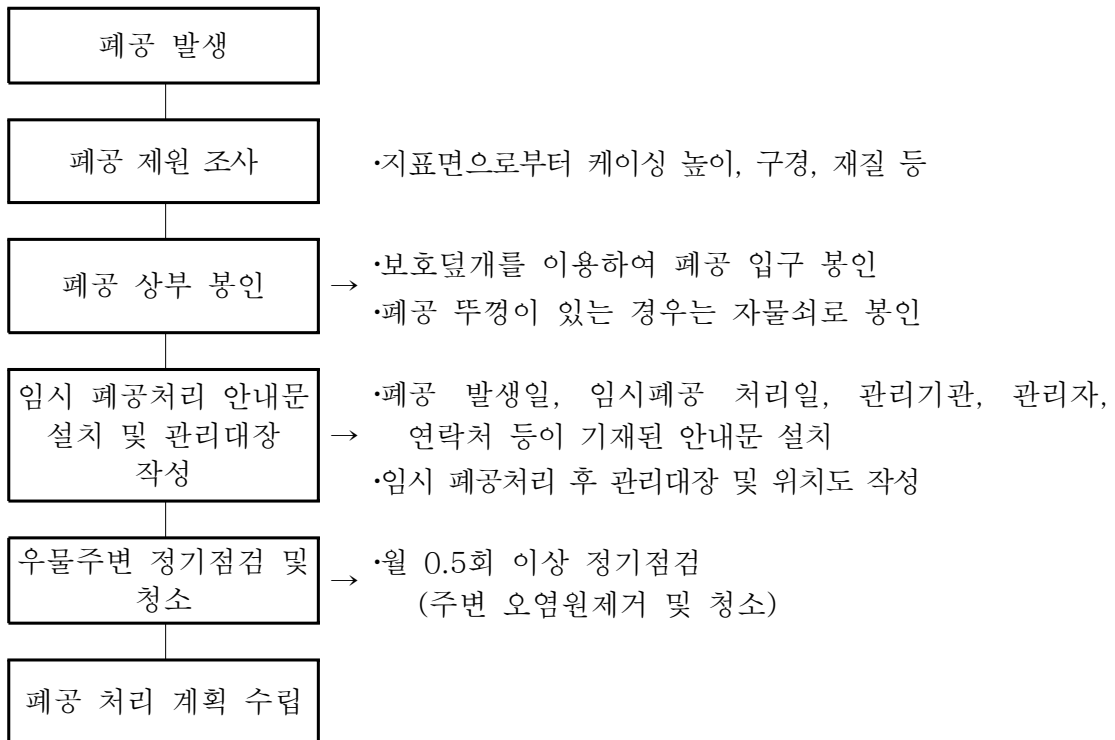 폐공 발생
폐공 제원 조사
·지표면으로부터 케이싱 높이, 구경, 재질 등
폐공 상부 봉인
→
·보호덮개를 이용하여 폐공 입구 봉인
·폐공 뚜껑이 있는 경우는 자물쇠로 봉인
임시 폐공처리 안내문
설치 및 관리대장
작성
→
·폐공 발생일, 임시폐공 처리일, 관리기관, 관리자,
연락처 등이 기재된 안내문 설치
·임시 폐공처리 후 관리대장 및 위치도 작성
우물주변 정기점검 및
청소
→
·월 0.5회 이상 정기점검
(주변 오염원제거 및 청소)
폐공 처리 계획 수립